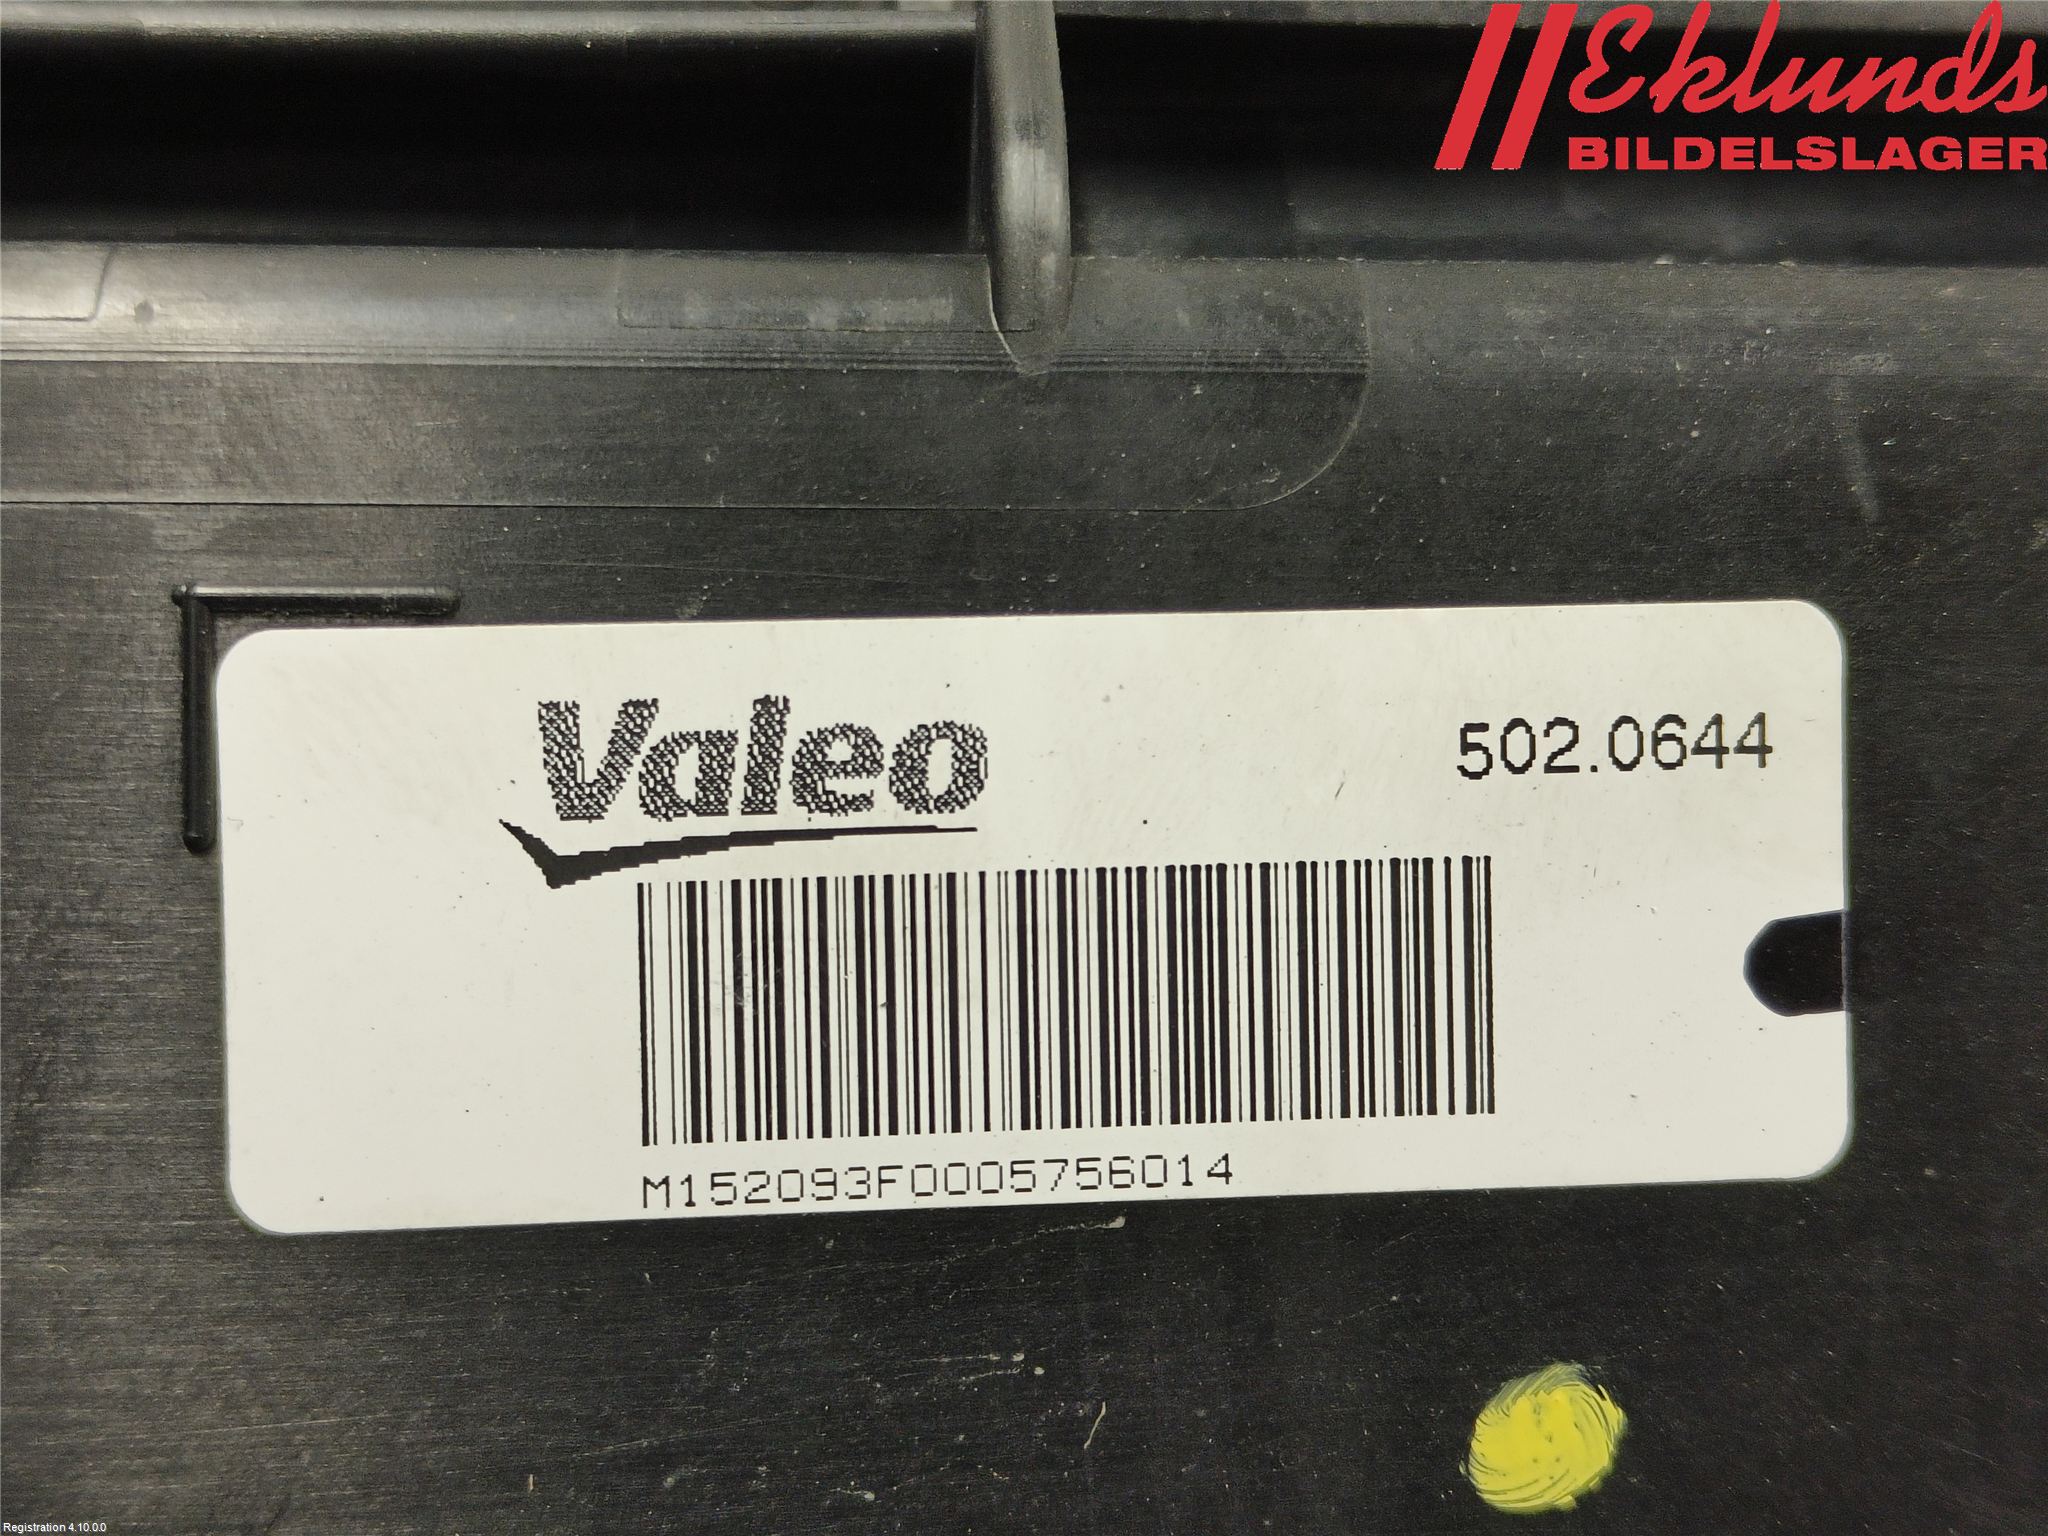 Eklunds
BILDELSLAGER
Valeo
502.0644
M152093F0005756014
Registration 4.10.0.0